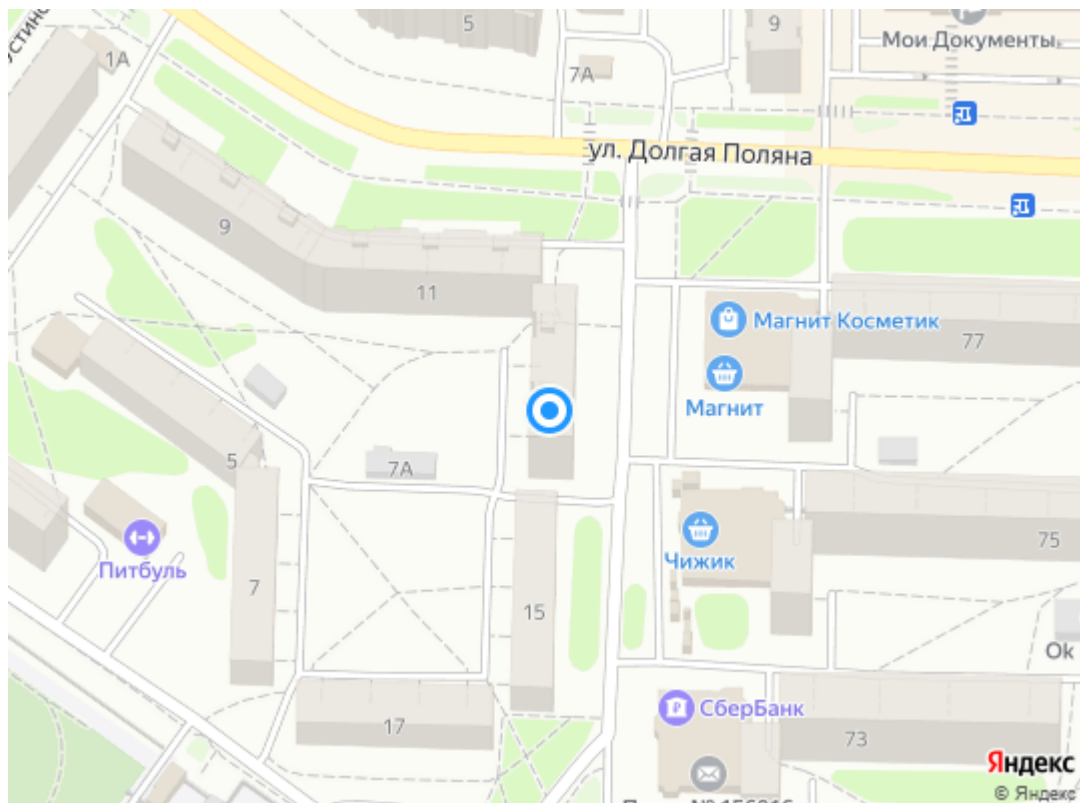 5
9
Мои Документы
1А
7А
ул. Долгая Поляна
9
11
Магнит Косметик
77
Магнит
5
7А
Питбуль
Чижик
75
7
15
Ok
СберБанк
17
73
Яндекс
© Яндекс